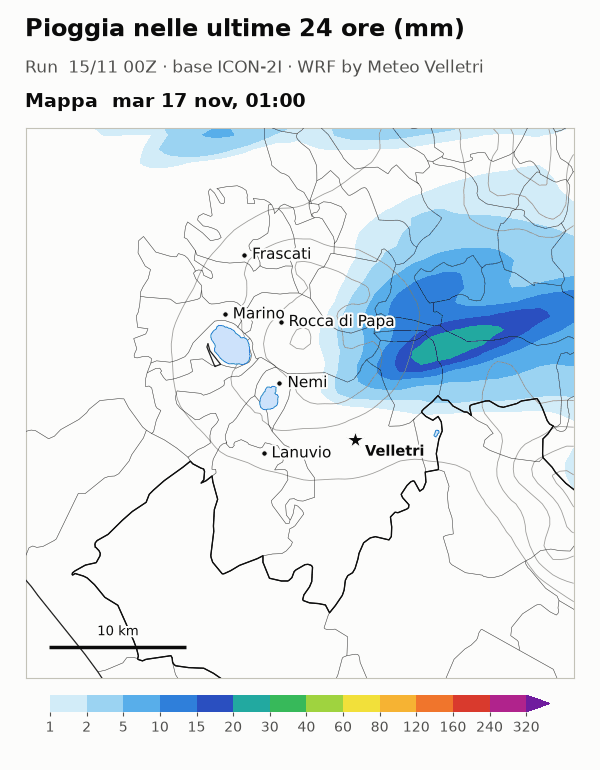 Pioggia nelle ultime 24 ore (mm)
Run  15/11 00Z · base ICON-2I · WRF by Meteo Velletri
Mappa  mar 17 nov, 01:00
Frascati
Marino
Rocca di Papa
Nemi
Velletri
Lanuvio
10 km
1 2 5 10 15 20 30 40 60 80 120 160 240 320